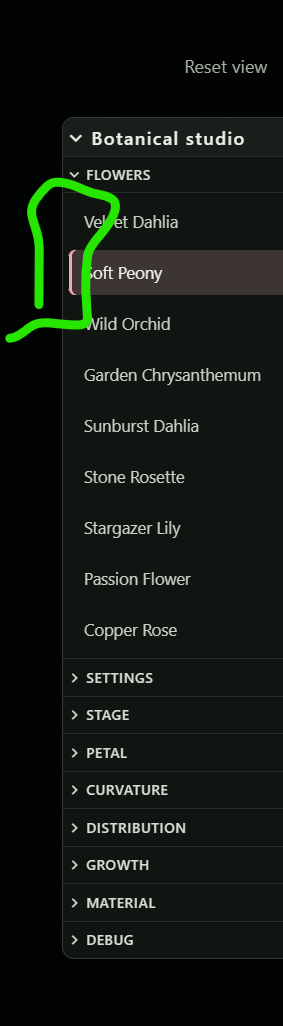 Reset view
Botanical studio
FLOWERS
Velvet Dahlia
Soft Peony
Wild Orchid
Garden Chrysanthemum
Sunburst Dahlia
Stone Rosette
Stargazer Lily
Passion Flower
Copper Rose
SETTINGS
STAGE
PETAL
CURVATURE
DISTRIBUTION
GROWTH
MATERIAL
DEBUG